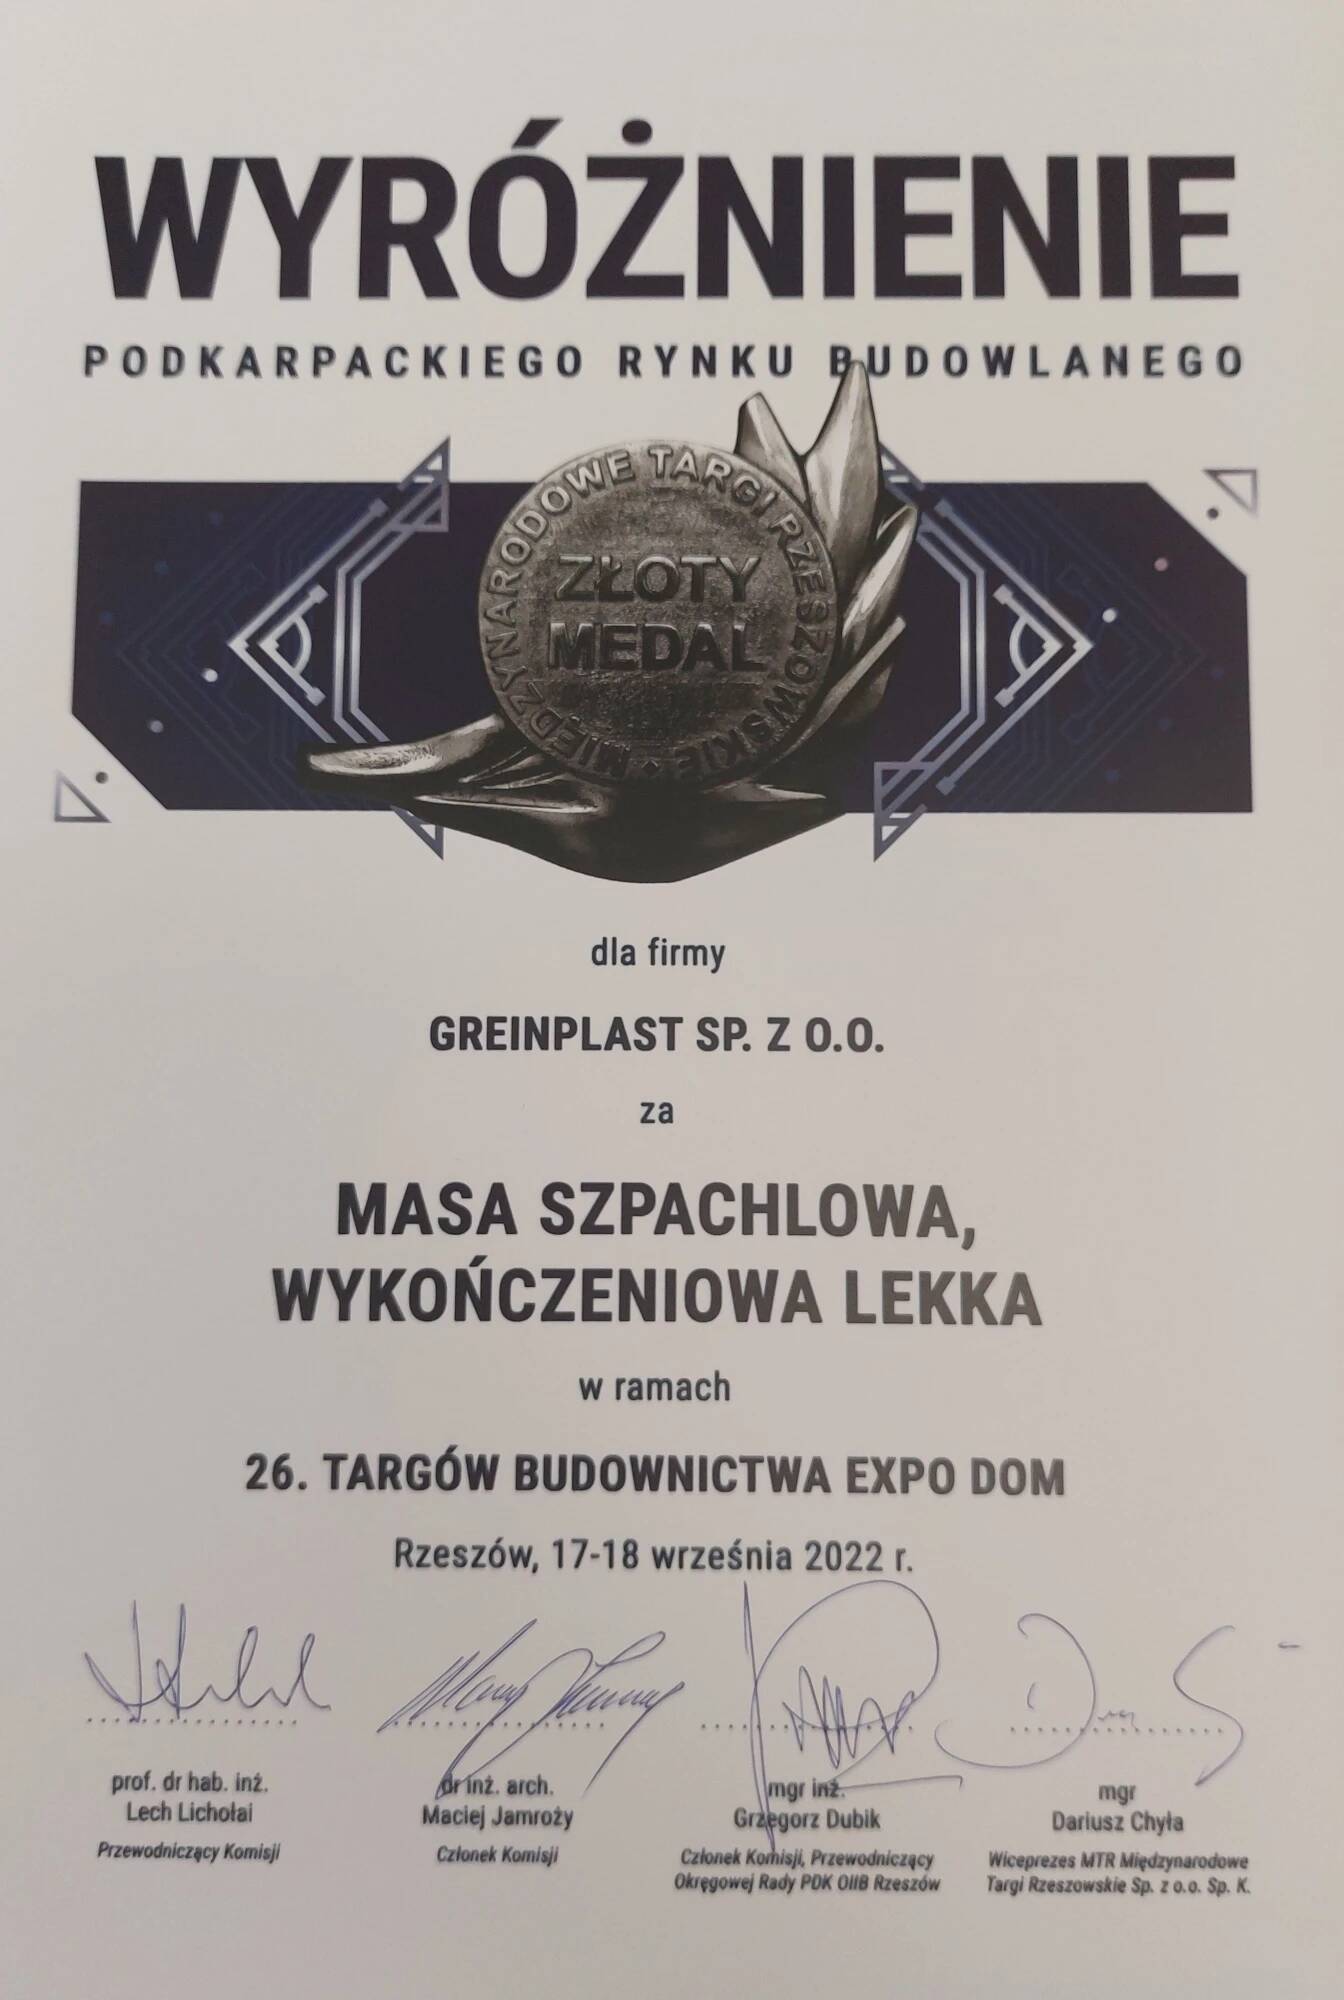 WYRÓŻNIENIE
PODKARPACKIEGO RYNKU BUDOWLANEGO
MIĘDZYNARODOWE TARGI RZESZOWSKIE
ZŁOTY
MEDAL
dla firmy
GREINPLAST SP. Z O.O.
za
MASA SZPACHLOWA,
WYKOŃCZENIOWA LEKKA
w ramach
26. TARGÓW BUDOWNICTWA EXPO DOM
Rzeszów, 17-18 września 2022 r.
prof. dr hab. inż.
Lech Lichołai
Przewodniczący Komisji
dr inż. arch.
Maciej Jamroży
Członek Komisji
mgr inż.
Grzegorz Dubik
Członek Komisji, Przewodniczący
Okręgowej Rady PDK OIIB Rzeszów
mgr
Dariusz Chyła
Wiceprezes MTR Międzynarodowe
Targi Rzeszowskie Sp. z o.o. Sp. K.